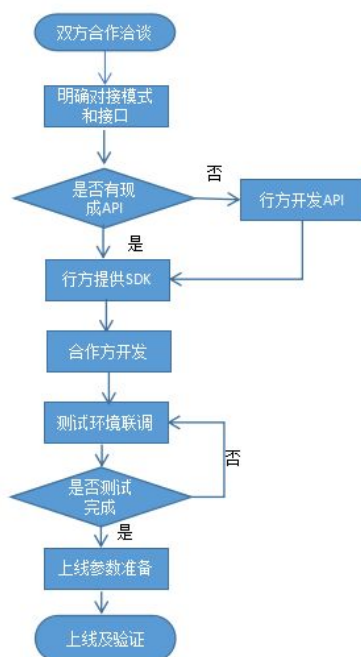 双方合作洽谈
明确对接模式
和接口
是否有现
成API
否
行方开发API
是
行方提供SDK
合作方开发
测试环境联调
否
是否测试
完成
是
上线参数准备
上线及验证